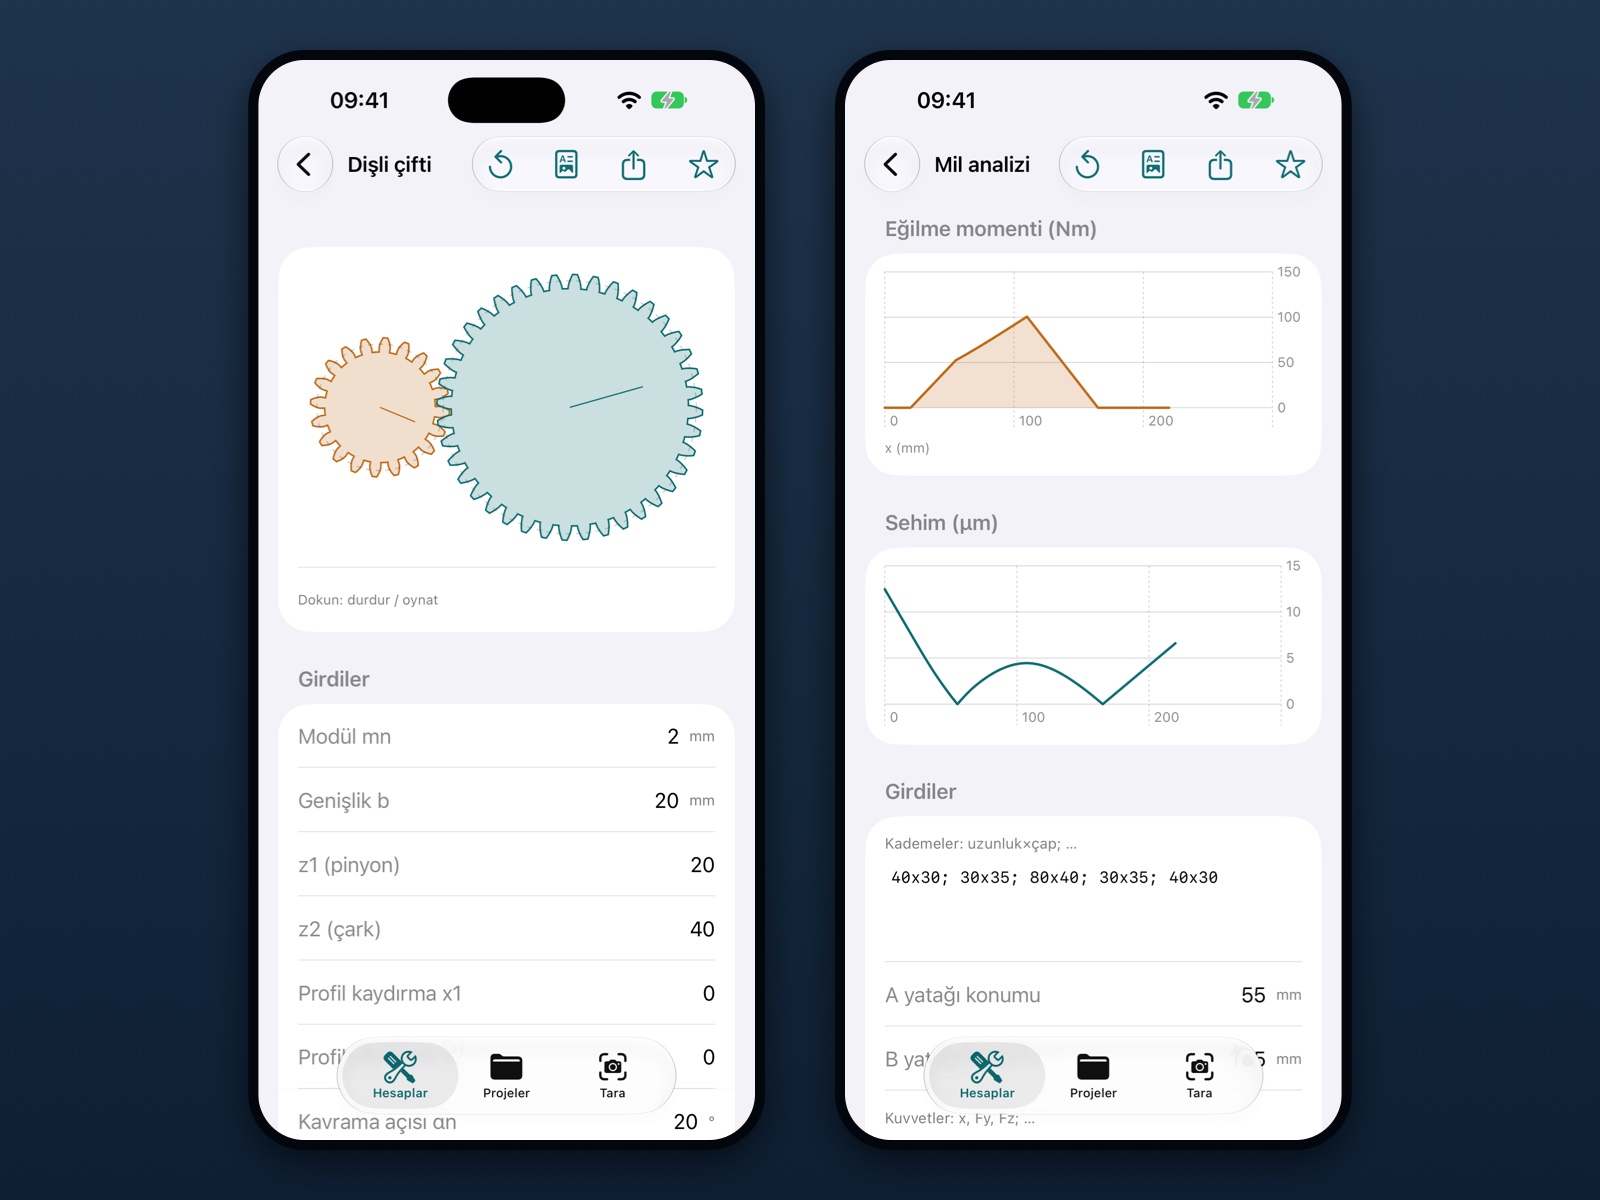 09:41
Dişli çifti
Dokun: durdur / oynat
Girdiler
Modül mn 2 mm
Genişlik b 20 mm
z1 (pinyon) 20
z2 (çark) 40
Profil kaydırma x1 0
Profil 0
Kavrama açısı αn 20 °
Hesaplar Projeler Tara
09:41
Mil analizi
Eğilme momenti (Nm)
150
100
50
0
0 100 200
x (mm)
Sehim (µm)
15
10
5
0
0 100 200
Girdiler
Kademeler: uzunluk×çap; ...
40x30; 30x35; 80x40; 30x35; 40x30
A yatağı konumu 55 mm
B mm
Kuvvetler: x, Fy, Fz; ...
Hesaplar Projeler Tara